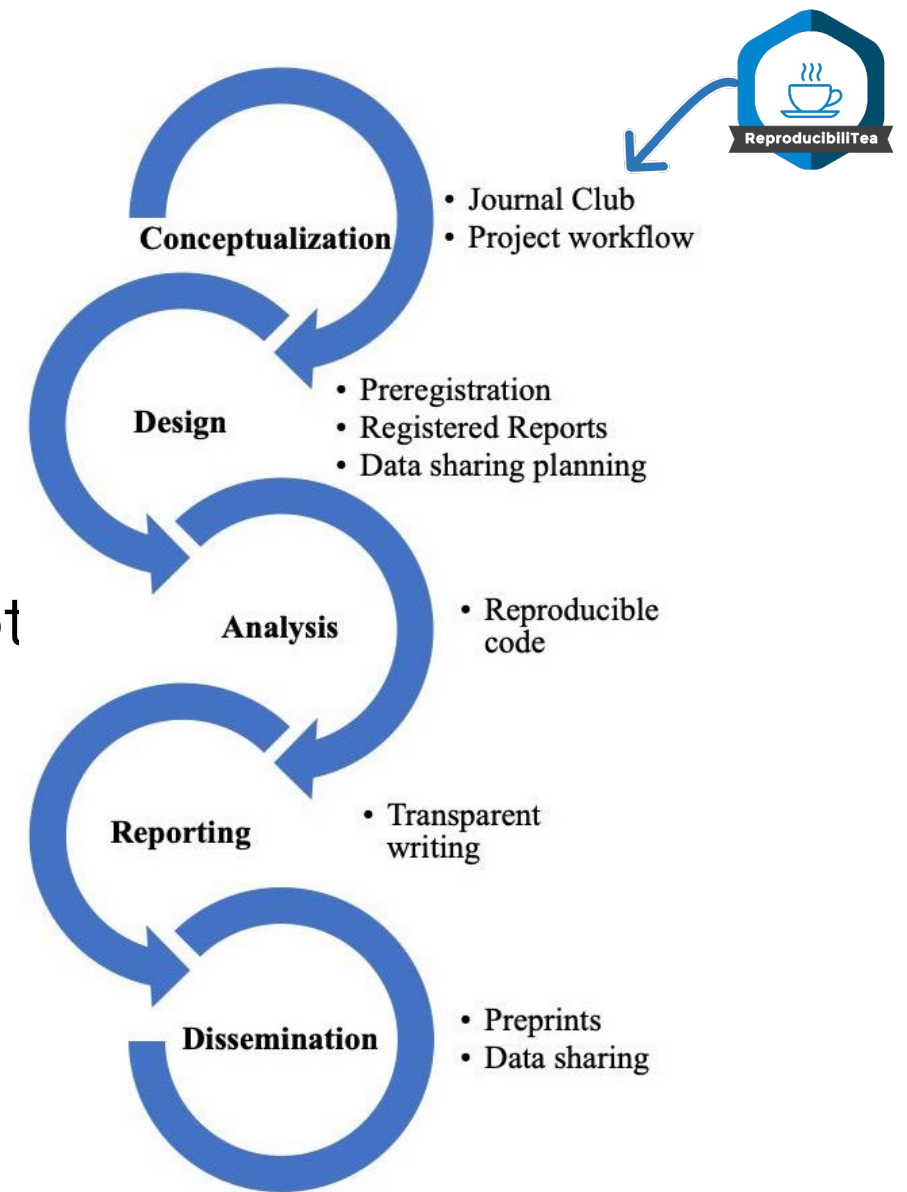 ReproducibiliTea
• Journal Club
Conceptualization
• Project workflow
• Preregistration
Design
• Registered Reports
• Data sharing planning
Analysis
• Reproducible
code
Reporting
• Transparent
writing
Dissemination
• Preprints
• Data sharing